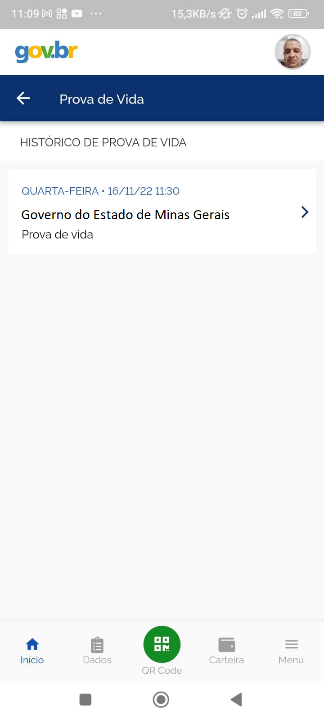 11:09
15,3KB/s
82
gov.br
Prova de Vida
HISTÓRICO DE PROVA DE VIDA
QUARTA-FEIRA • 16/11/22 11:30
Governo do Estado de Minas Gerais
Prova de vida
Início
Dados
QR Code
Carteira
Menu